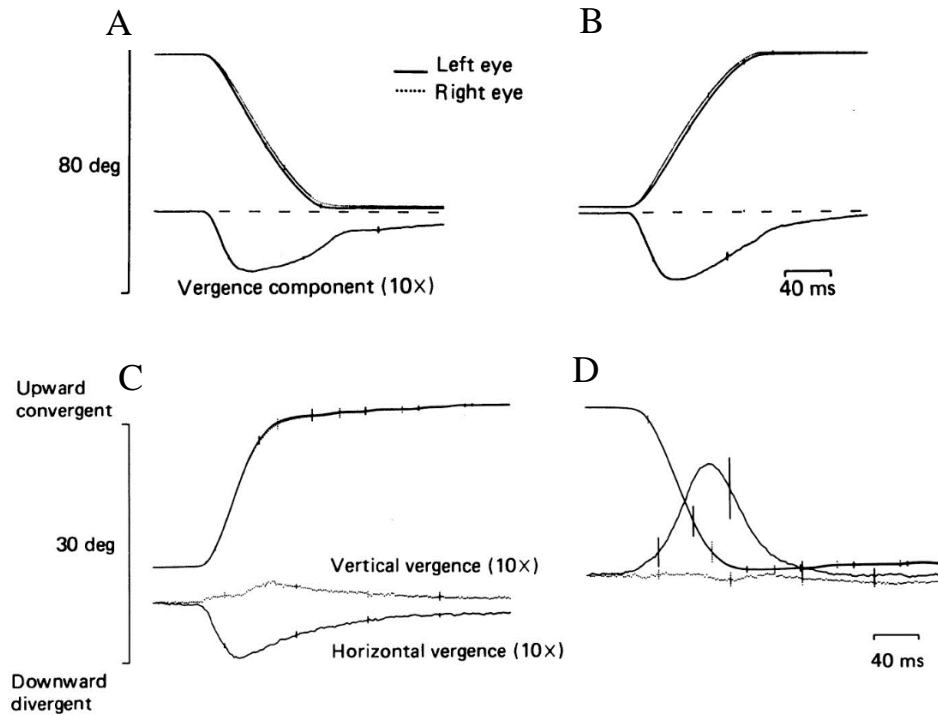 A
B
Left eye
Right eye
80 deg
Vergence component (10×)
40 ms
C
D
Upward
convergent
30 deg
Vertical vergence (10×)
Horizontal vergence (10×)
40 ms
Downward
divergent